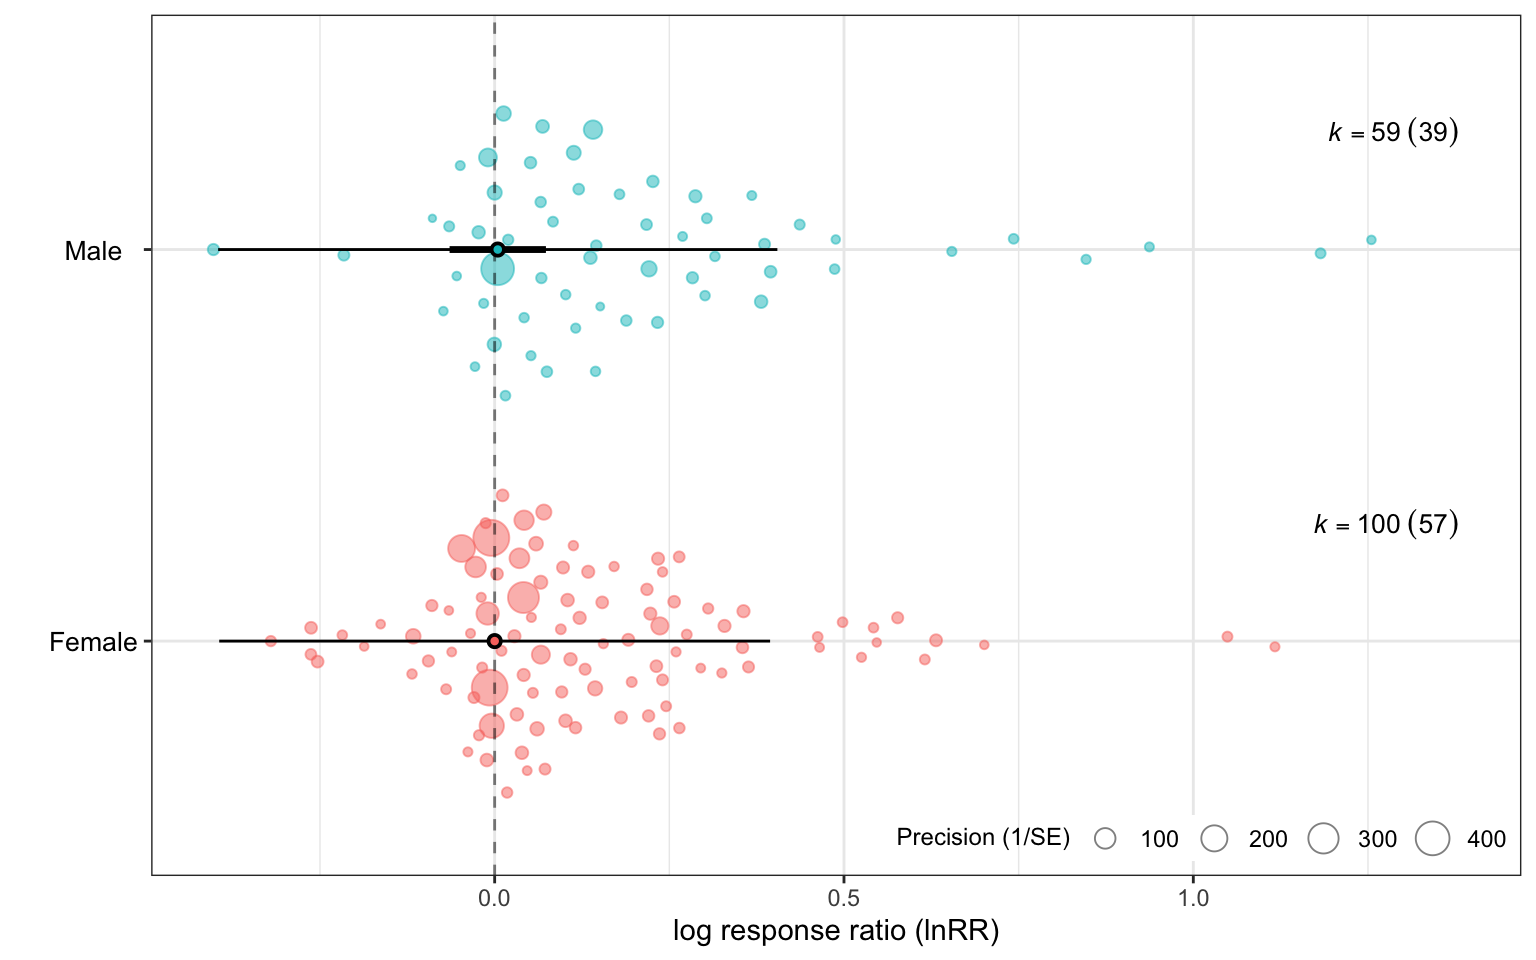 k = 59 (39)
Male
k = 100 (57)
Female
Precision (1/SE) 100 200 300 400
0.0 0.5 1.0
log response ratio (lnRR)